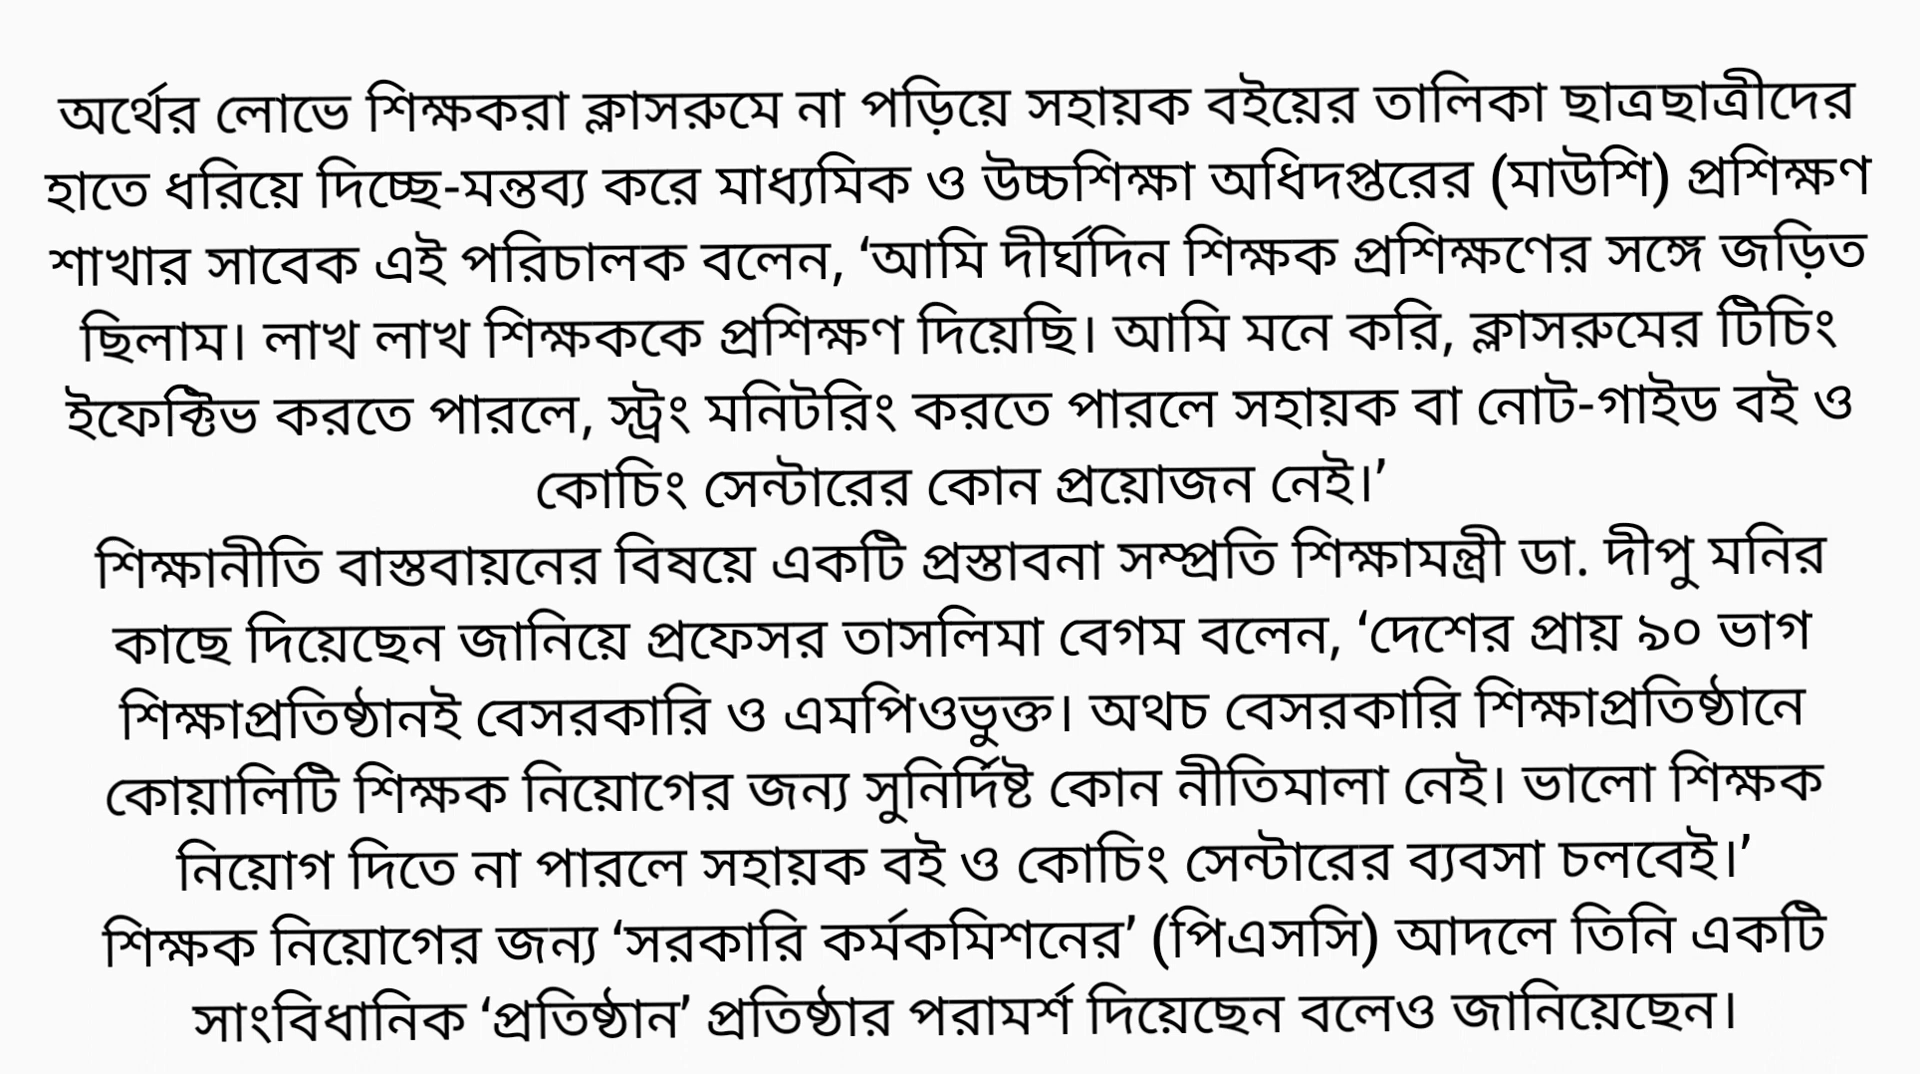 অর্থের লোভে শিক্ষকরা ক্লাসরুমে না পড়িয়ে সহায়ক বইয়ের তালিকা ছাত্রছাত্রীদের
হাতে ধরিয়ে দিচ্ছে-মন্তব্য করে মাধ্যমিক ও উচ্চশিক্ষা অধিদপ্তরের (মাউশি) প্রশিক্ষণ
শাখার সাবেক এই পরিচালক বলেন, ‘আমি দীর্ঘদিন শিক্ষক প্রশিক্ষণের সঙ্গে জড়িত
ছিলাম। লাখ লাখ শিক্ষককে প্রশিক্ষণ দিয়েছি। আমি মনে করি, ক্লাসরুমের টিচিং
ইফেক্টিভ করতে পারলে, স্ট্রং মনিটরিং করতে পারলে সহায়ক বা নোট-গাইড বই ও
কোচিং সেন্টারের কোন প্রয়োজন নেই।’
শিক্ষানীতি বাস্তবায়নের বিষয়ে একটি প্রস্তাবনা সম্প্রতি শিক্ষামন্ত্রী ডা. দীপু মনির
কাছে দিয়েছেন জানিয়ে প্রফেসর তাসলিমা বেগম বলেন, ‘দেশের প্রায় ৯০ ভাগ
শিক্ষাপ্রতিষ্ঠানই বেসরকারি ও এমপিওভুক্ত। অথচ বেসরকারি শিক্ষাপ্রতিষ্ঠানে
কোয়ালিটি শিক্ষক নিয়োগের জন্য সুনির্দিষ্ট কোন নীতিমালা নেই। ভালো শিক্ষক
নিয়োগ দিতে না পারলে সহায়ক বই ও কোচিং সেন্টারের ব্যবসা চলবেই।’
শিক্ষক নিয়োগের জন্য ‘সরকারি কর্মকমিশনের’ (পিএসসি) আদলে তিনি একটি
সাংবিধানিক ‘প্রতিষ্ঠান’ প্রতিষ্ঠার পরামর্শ দিয়েছেন বলেও জানিয়েছেন।